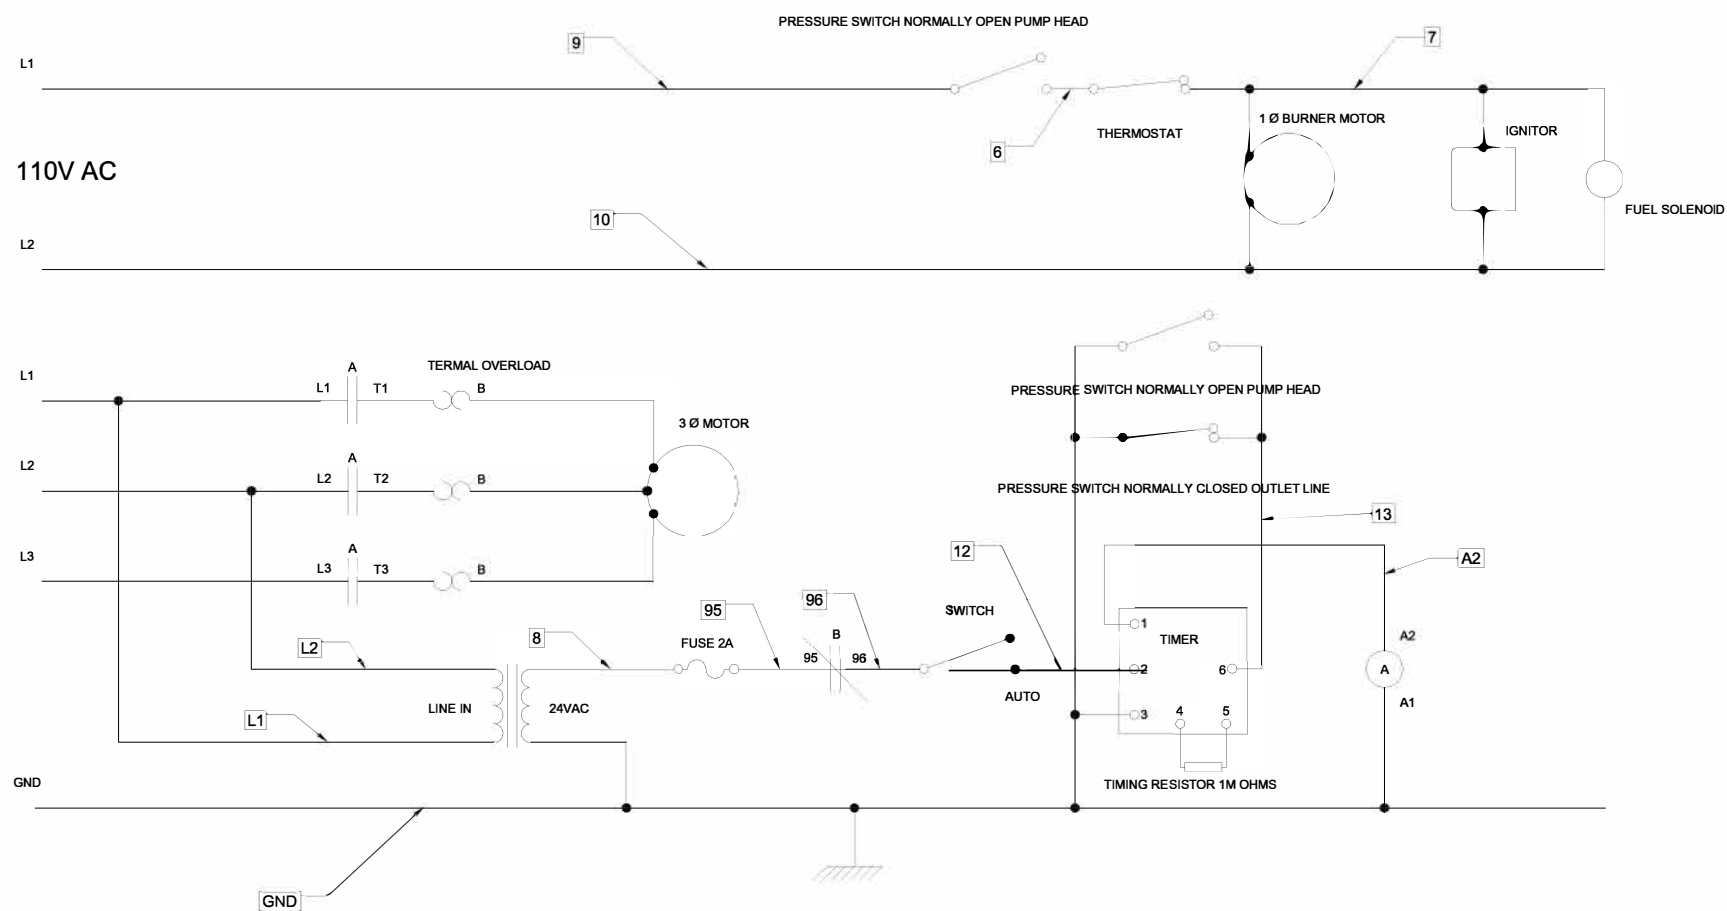 PRESSURE SWITCH NORMALLY OPEN PUMP HEAD
9
7
L1
THERMOSTAT
1 Ø BURNER MOTOR
IGNITOR
6
110V AC
10
FUEL SOLENOID
L2
L1
A
TERMAL OVERLOAD
L1
T1
B
PRESSURE SWITCH NORMALLY OPEN PUMP HEAD
3 Ø MOTOR
L2
A
L2
T2
B
PRESSURE SWITCH NORMALLY CLOSED OUTLET LINE
13
L3
A
L3
T3
B
12
A2
95
96
SWITCH
L2
8
FUSE 2A
B
95
96
1
TIMER
A2
2
6
A
AUTO
L1
LINE IN
24VAC
3
4
5
A1
GND
TIMING RESISTOR 1M OHMS
GND